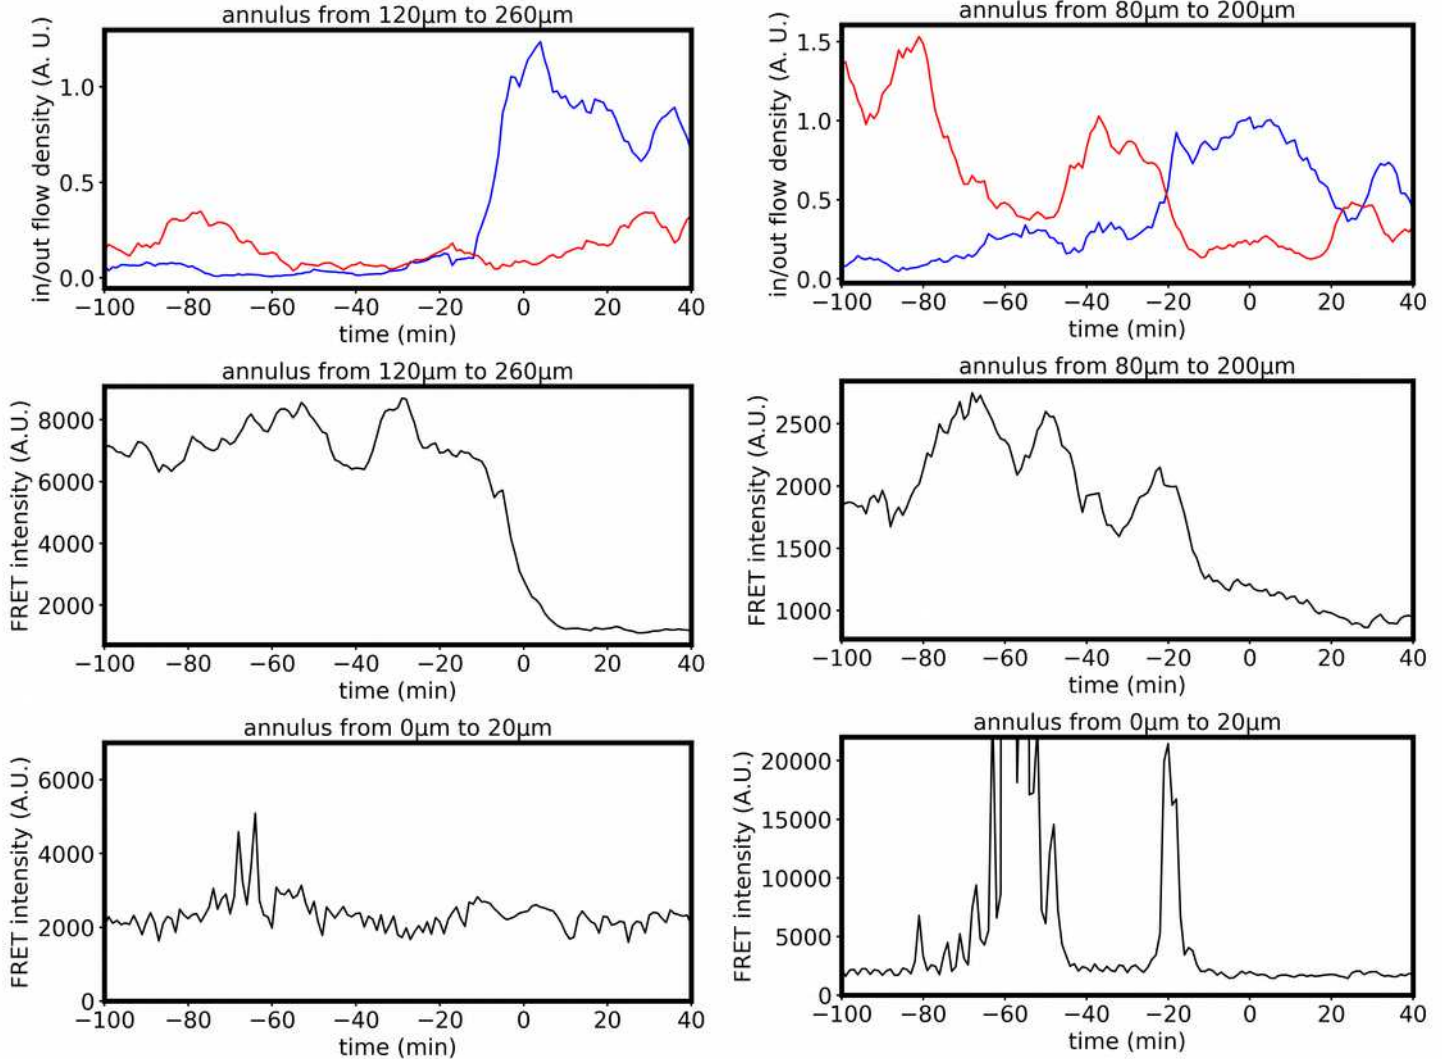 annulus from 120μm to 260μm
in/out flow density (A. U.)
1.0
0.5
0.0
−100 −80 −60 −40 −20 0 20 40
time (min)
annulus from 80μm to 200μm
in/out flow density (A. U.)
1.5
1.0
0.5
0.0
−100 −80 −60 −40 −20 0 20 40
time (min)
annulus from 120μm to 260μm
FRET intensity (A.U.)
8000
6000
4000
2000
−100 −80 −60 −40 −20 0 20 40
time (min)
annulus from 80μm to 200μm
FRET intensity (A.U.)
2500
2000
1500
1000
−100 −80 −60 −40 −20 0 20 40
time (min)
annulus from 0μm to 20μm
FRET intensity (A.U.)
6000
4000
2000
0
−100 −80 −60 −40 −20 0 20 40
time (min)
annulus from 0μm to 20μm
FRET intensity (A.U.)
20000
15000
10000
5000
0
−100 −80 −60 −40 −20 0 20 40
time (min)